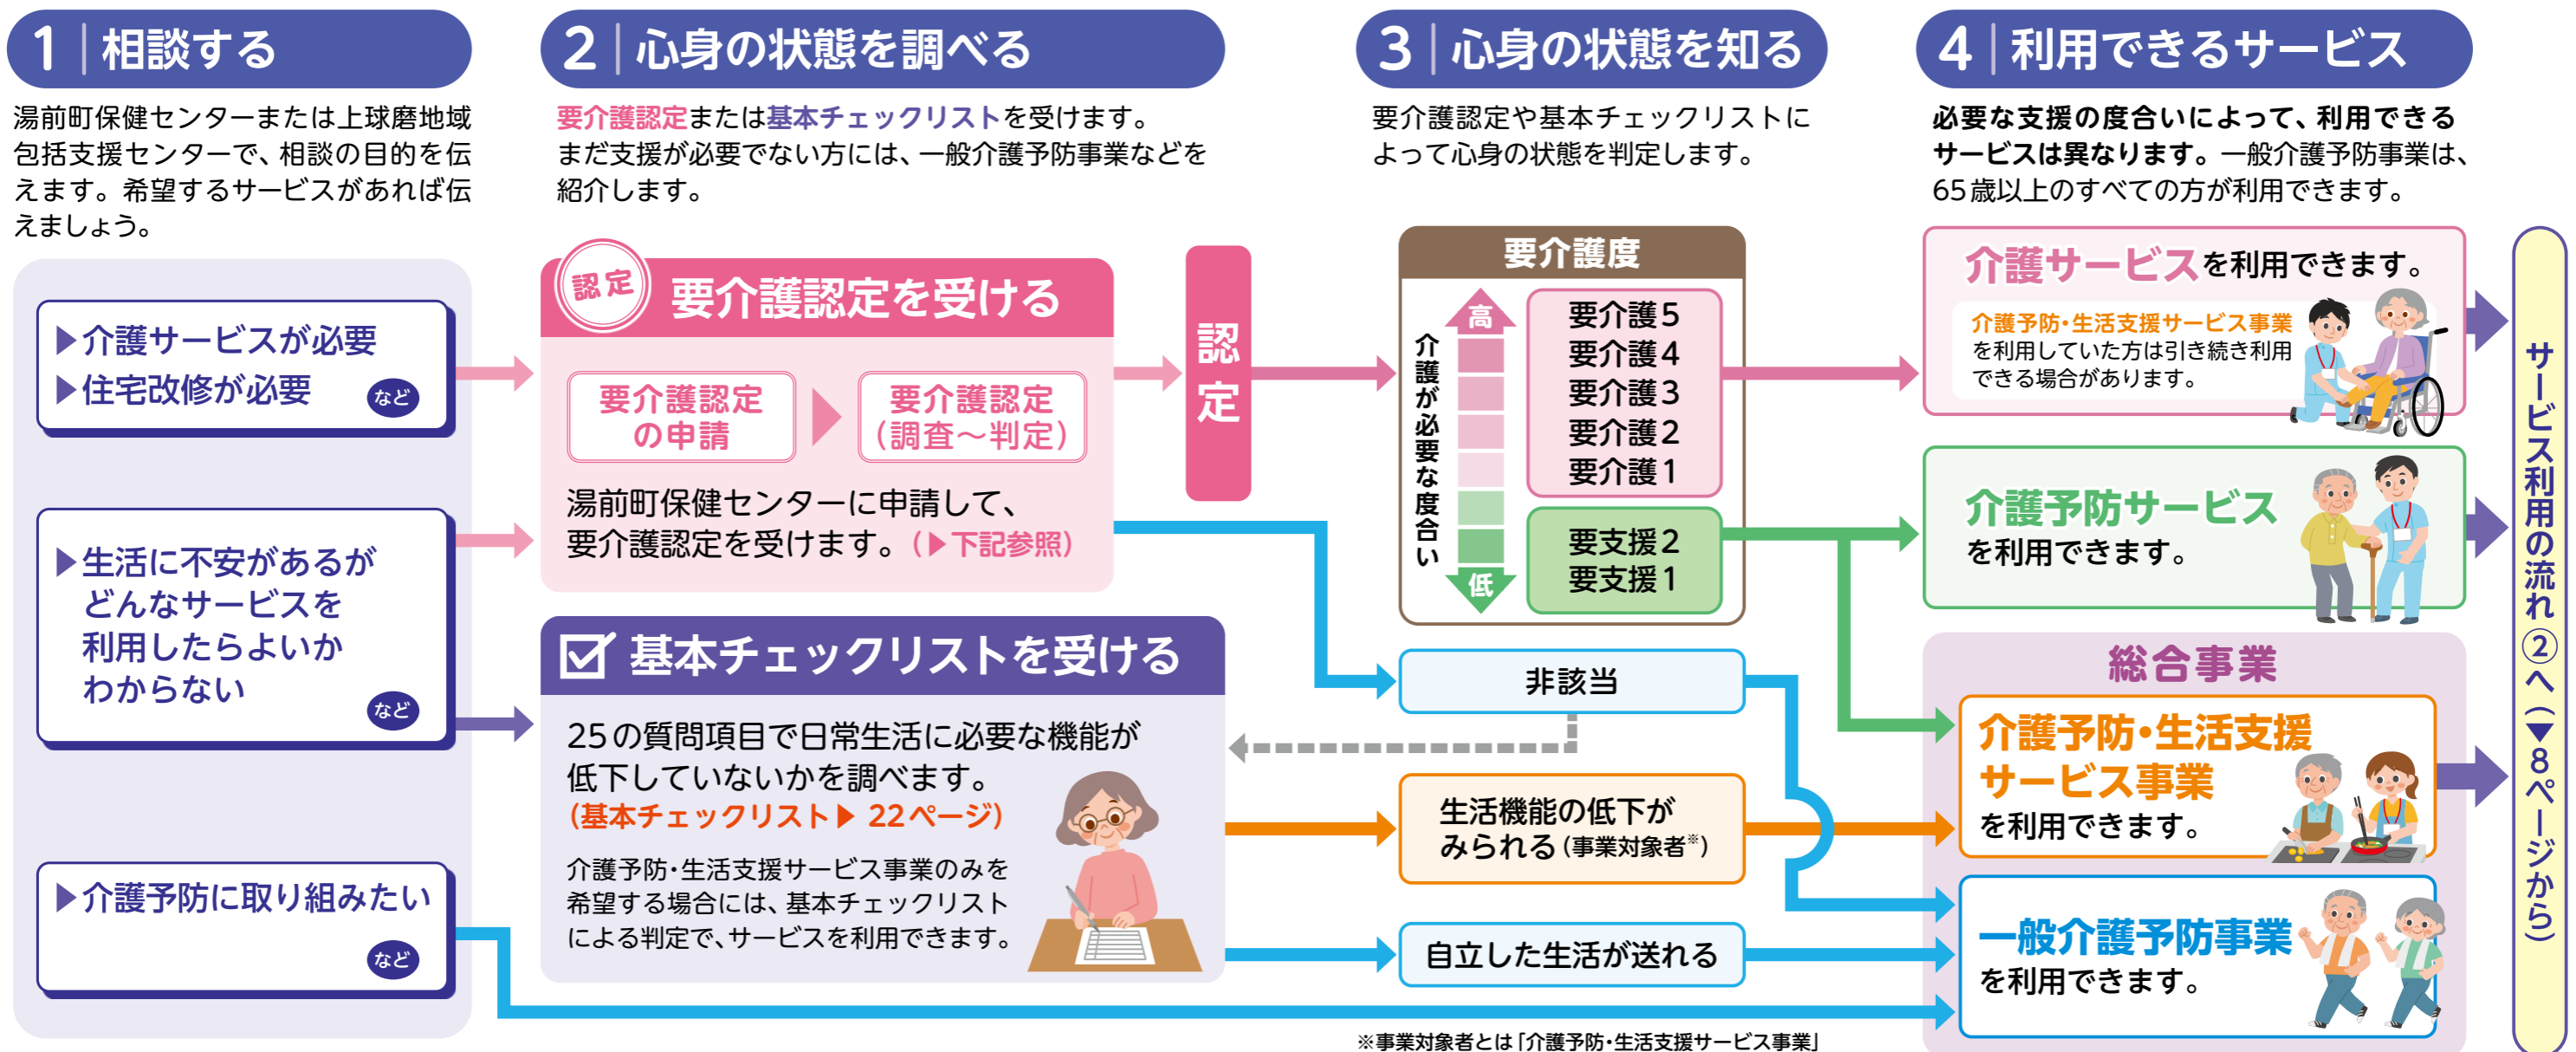 1 相談する
湯前町保健センターまたは上球磨地域
包括支援センターで、相談の目的を伝
えます。希望するサービスがあれば伝
えましょう。
▶介護サービスが必要
▶住宅改修が必要
など
▶生活に不安があるが
どんなサービスを
利用したらよいか
わからない
など
▶介護予防に取り組みたい
など
2 心身の状態を調べる
要介護認定または基本チェックリストを受けます。
まだ支援が必要でない方には、一般介護予防事業などを
紹介します。
認定
要介護認定を受ける
要介護認定
の申請
要介護認定
（調査～判定）
湯前町保健センターに申請して、
要介護認定を受けます。（▶下記参照）
認定
基本チェックリストを受ける
25の質問項目で日常生活に必要な機能が
低下していないかを調べます。
（基本チェックリスト▶ 22ページ）
介護予防・生活支援サービス事業のみを
希望する場合には、基本チェックリスト
による判定で、サービスを利用できます。
3 心身の状態を知る
要介護認定や基本チェックリストに
よって心身の状態を判定します。
要介護度
介護が必要な度合い
高
低
要介護5
要介護4
要介護3
要介護2
要介護1
要支援2
要支援1
非該当
生活機能の低下が
みられる（事業対象者※）
自立した生活が送れる
※事業対象者とは「介護予防・生活支援サービス事業」
4 利用できるサービス
必要な支援の度合いによって、利用できる
サービスは異なります。一般介護予防事業は、
65歳以上のすべての方が利用できます。
介護サービスを利用できます。
介護予防・生活支援サービス事業
を利用していた方は引き続き利用
できる場合があります。
介護予防サービス
を利用できます。
総合事業
介護予防・生活支援
サービス事業
を利用できます。
一般介護予防事業
を利用できます。
サービス利用の流れ②へ（▼8ページから）